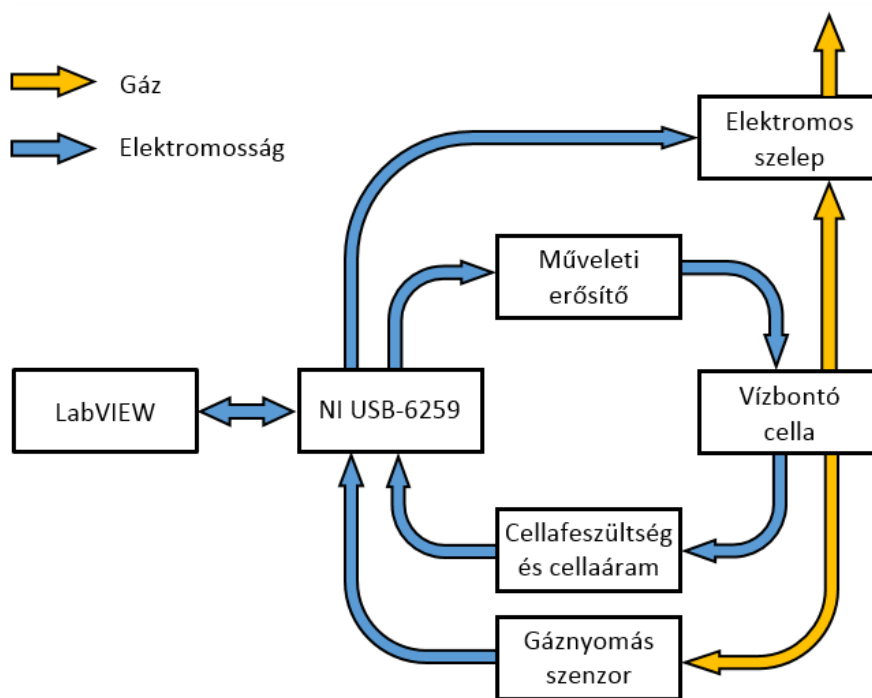 Gáz
Elektromosság
Elektromos
szelep
Műveleti
erősítő
LabVIEW
NI USB-6259
Vízbontó
cella
Cellafeszültség
és cellaáram
Gáznyomás
szenzor